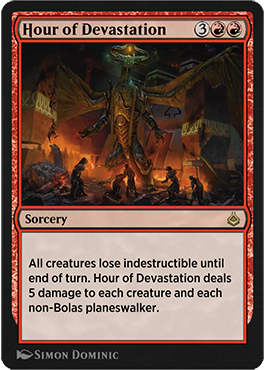 Hour of Devastation 3
Sorcery
All creatures lose indestructible until
end of turn. Hour of Devastation deals
5 damage to each creature and each
non-Bolas planeswalker.
SIMON DOMINIC